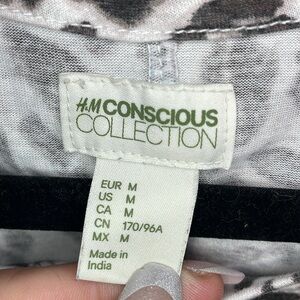 H&M CONSCIOUS
COLLECTION
EUR M
US M
CA M
CN 170/96A
MX M
Made in
India